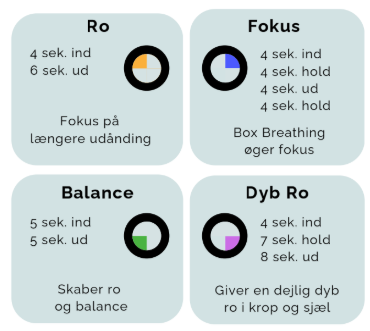 Ro
4 sek. ind
6 sek. ud
Fokus på
længere udånding
Fokus
4 sek. ind
4 sek. hold
4 sek. ud
4 sek. hold
Box Breathing
øger fokus
Balance
5 sek. ind
5 sek. ud
Skaber ro
og balance
Dyb Ro
4 sek. ind
7 sek. hold
8 sek. ud
Giver en dejlig dyb
ro i krop og sjæl